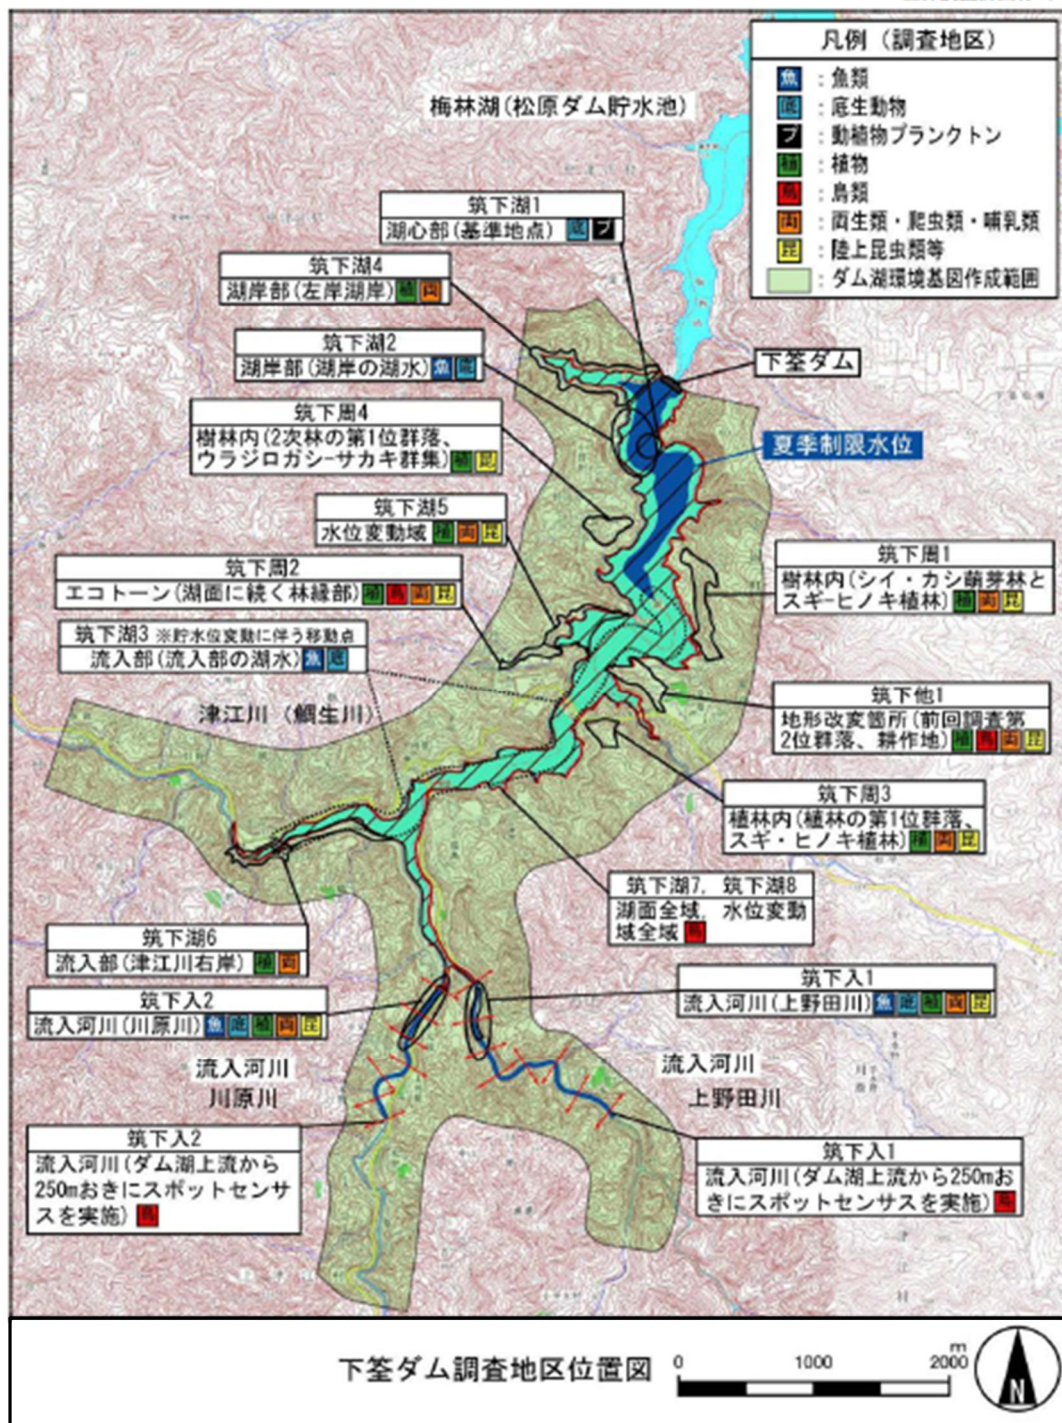 凡例（調査地区）
魚 ：魚類
底 ：底生動物
プ ：動植物プランクトン
植 ：植物
鳥 ：鳥類
両 ：両生類・爬虫類・哺乳類
昆 ：陸上昆虫類等
：ダム湖環境基図作成範囲
梅林湖(松原ダム貯水池)
筑下湖1
湖心部(基準地点) 底 プ
筑下湖4
湖岸部(左岸湖岸) 植 両
筑下湖2
湖岸部(湖岸の湖水) 魚 底
下筌ダム
筑下周4
樹林内(2次林の第1位群落、
ウラジロガシ-サカキ群集) 植 昆
夏季制限水位
筑下湖5
水位変動域 植 両 昆
筑下周2
エコトーン(湖面に続く林縁部) 植 鳥 両 昆
筑下周1
樹林内(シイ・カシ萌芽林と
スギ-ヒノキ植林) 植 両 昆
筑下湖3 ※貯水位変動に伴う移動点
流入部(流入部の湖水) 魚 底
津江川（鯛生川）
筑下他1
地形改変箇所(前回調査第
2位群落、耕作地) 植 鳥 両 昆
筑下周3
植林内(植林の第1位群落、
スギ・ヒノキ植林) 植 両 昆
筑下湖7, 筑下湖8
湖面全域, 水位変動
域全域 鳥
筑下湖6
流入部(津江川右岸) 植 両
筑下入2
流入河川(川原川) 魚 底 植 両 昆
筑下入1
流入河川(上野田川) 魚 底 植 両 昆
流入河川
川原川
流入河川
上野田川
筑下入2
流入河川(ダム湖上流から
250mおきにスポットセンサ
スを実施) 鳥
筑下入1
流入河川(ダム湖上流から250mお
きにスポットセンサスを実施) 鳥
下筌ダム調査地区位置図
0 1000 2000 m
N